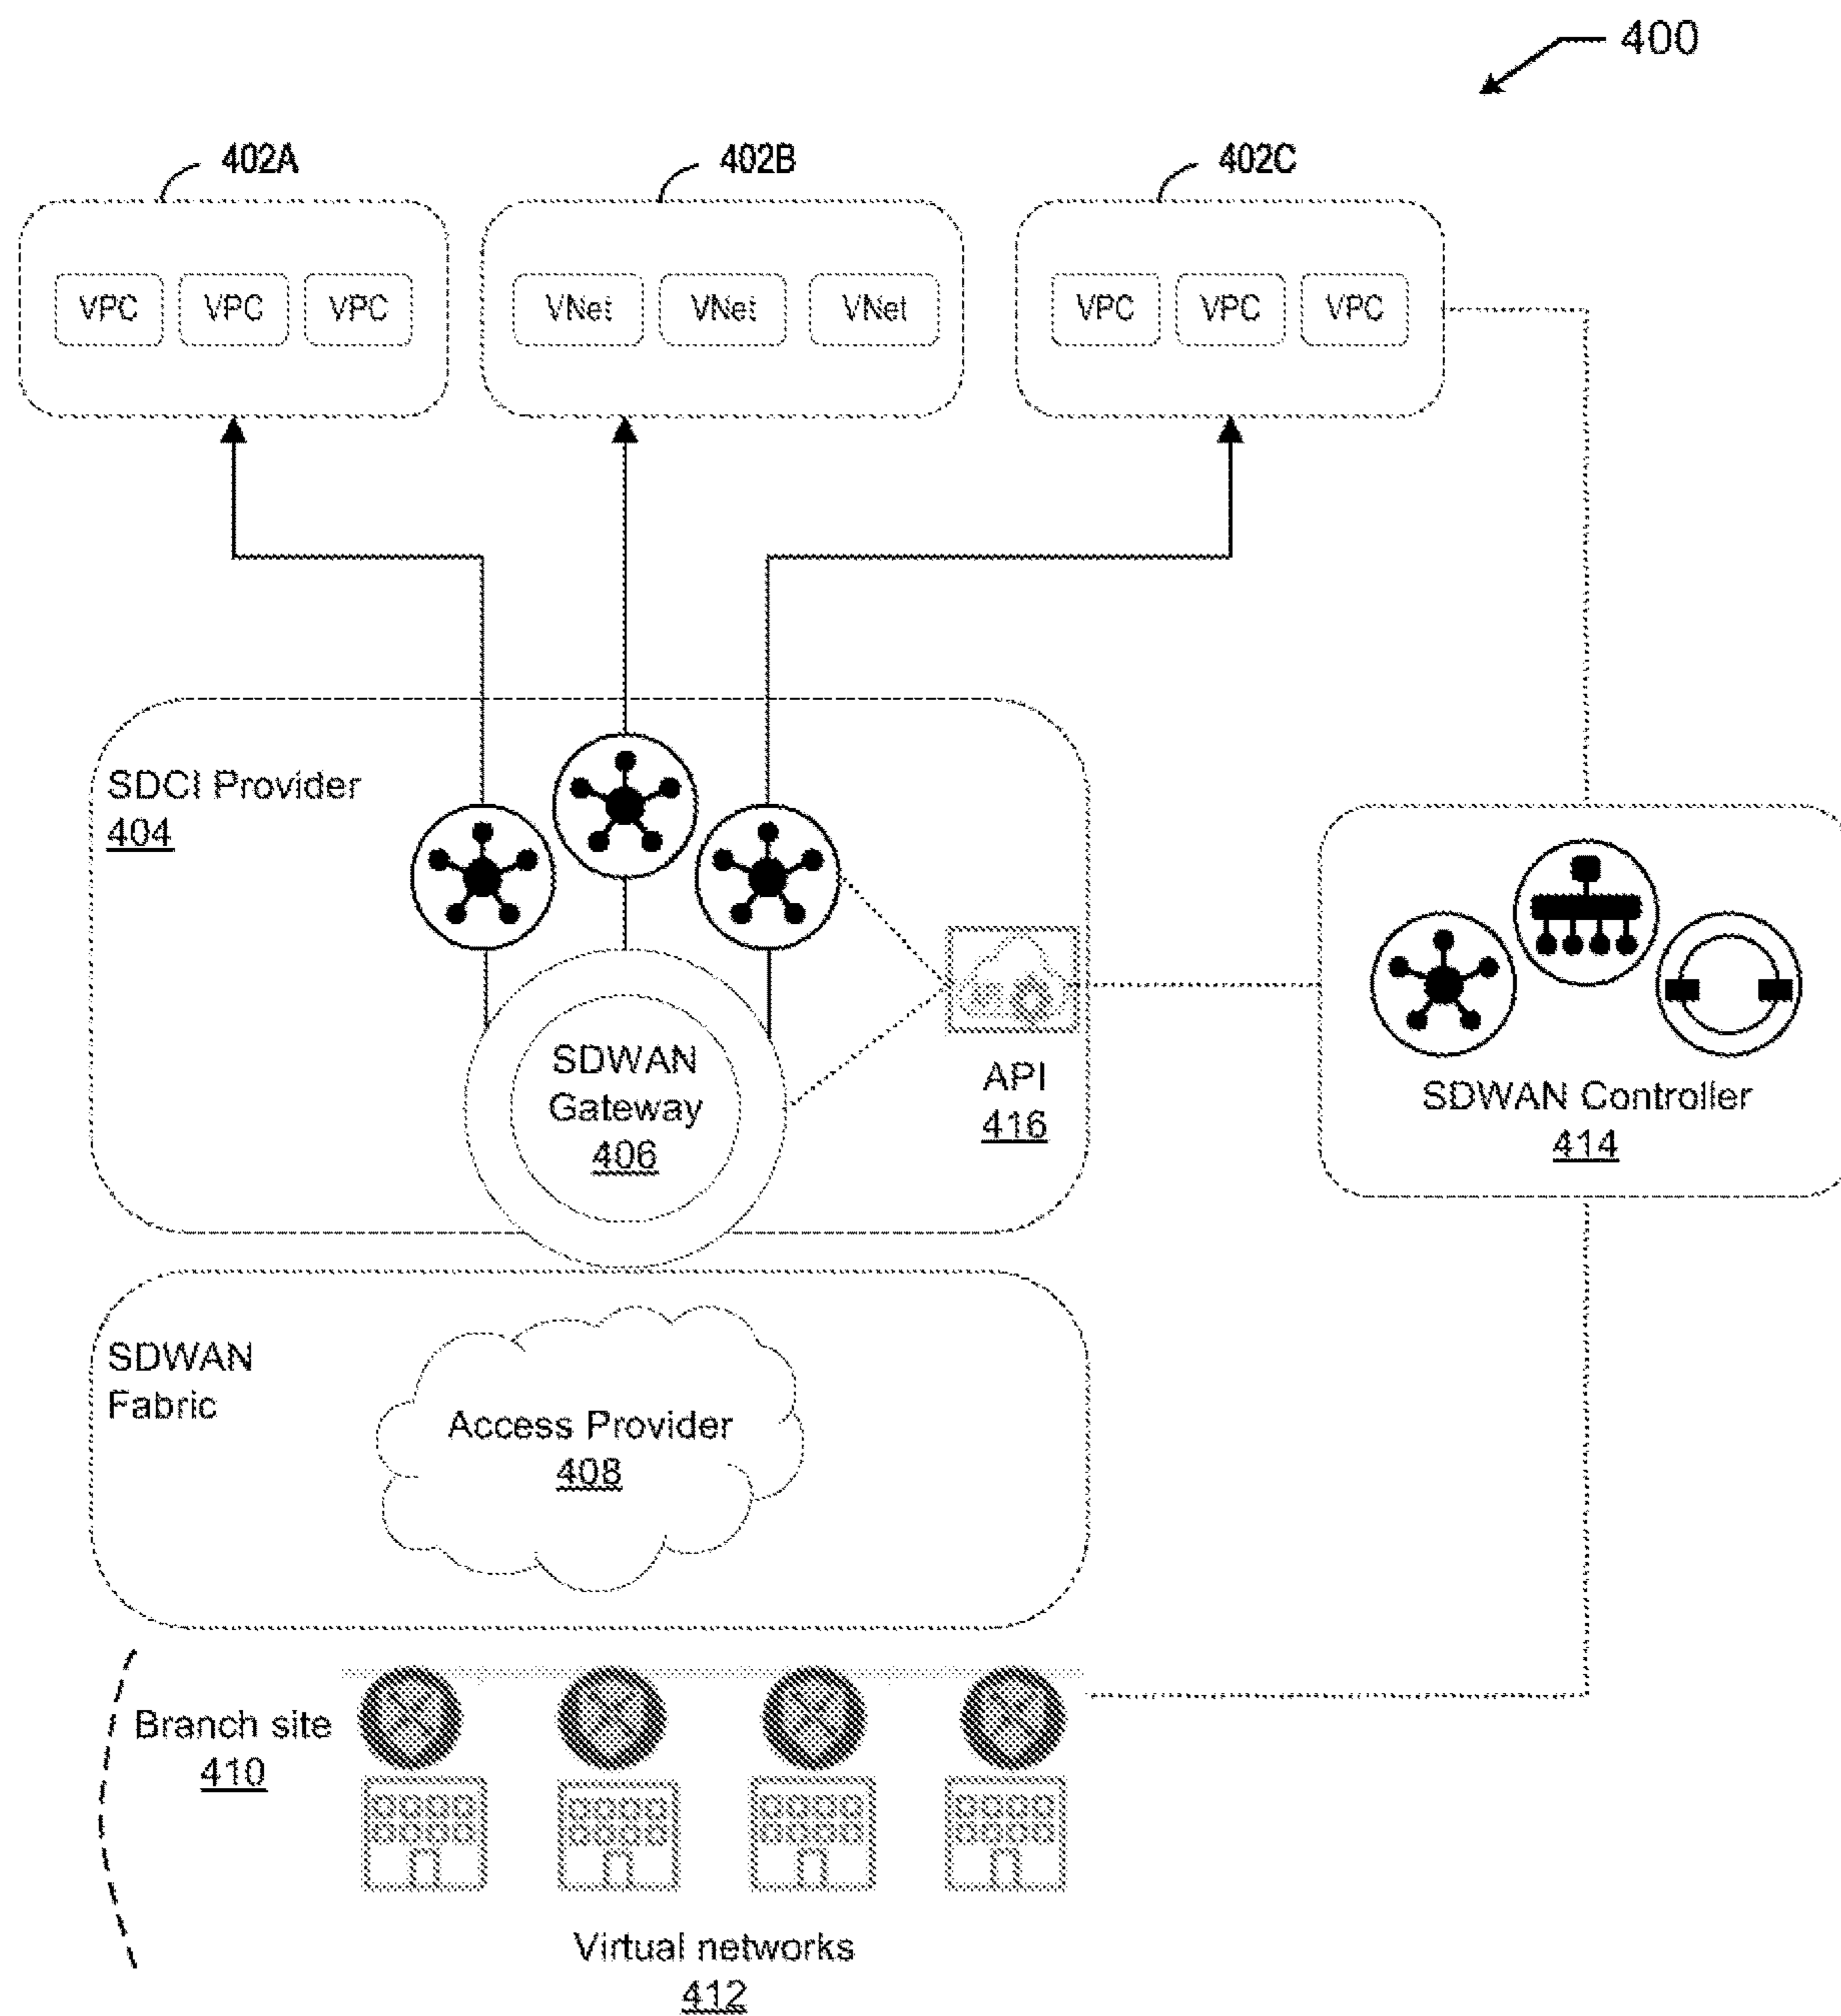 400
402A
402B
402C
VPC VPC VPC
VNet VNet VNet
VPC VPC VPC
SDCI Provider
404
SDWAN
Gateway
406
API
416
SDWAN Controller
414
SDWAN
Fabric
Access Provider
408
Branch site
410
Virtual networks
412